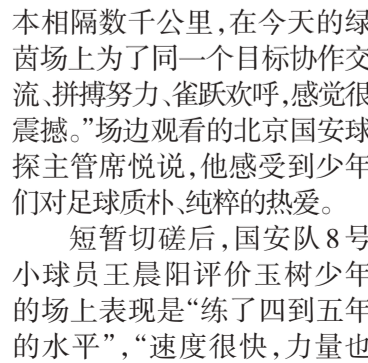 本相隔数千公里，在今天的绿
茵场上为了同一个目标协作交
流、拼搏努力、雀跃欢呼，感觉很
震撼。”场边观看的北京国安球
探主管席悦说，他感受到少年
们对足球质朴、纯粹的热爱。
短暂切磋后，国安队8号
小球员王晨阳评价玉树少年
的场上表现是“练了四到五年
的水平”，“速度很快，力量也